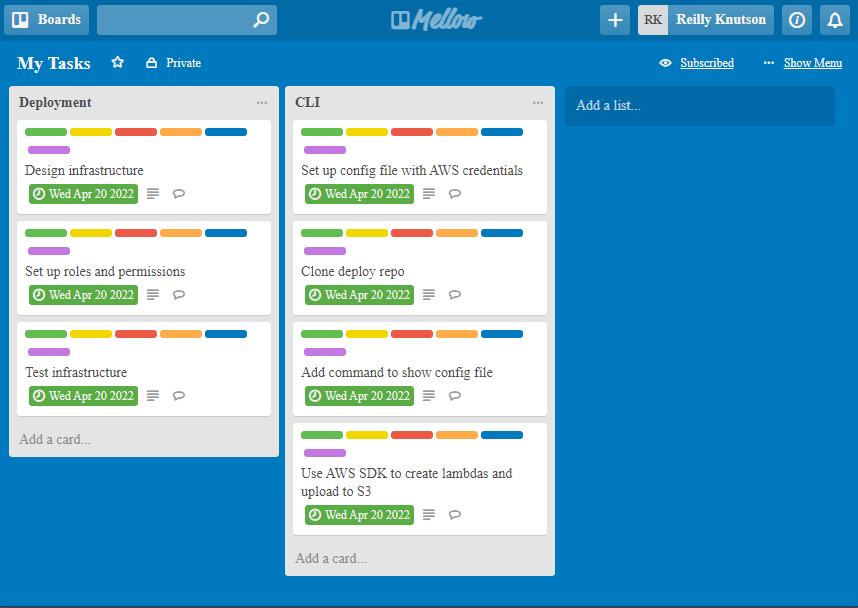 Boards
Mellow
RK Reilly Knutson
My Tasks
Private
Subscribed
Show Menu
Deployment
Design infrastructure
Wed Apr 20 2022
Set up roles and permissions
Wed Apr 20 2022
Test infrastructure
Wed Apr 20 2022
Add a card...
CLI
Set up config file with AWS credentials
Wed Apr 20 2022
Clone deploy repo
Wed Apr 20 2022
Add command to show config file
Wed Apr 20 2022
Use AWS SDK to create lambdas and
upload to S3
Wed Apr 20 2022
Add a card...
Add a list...